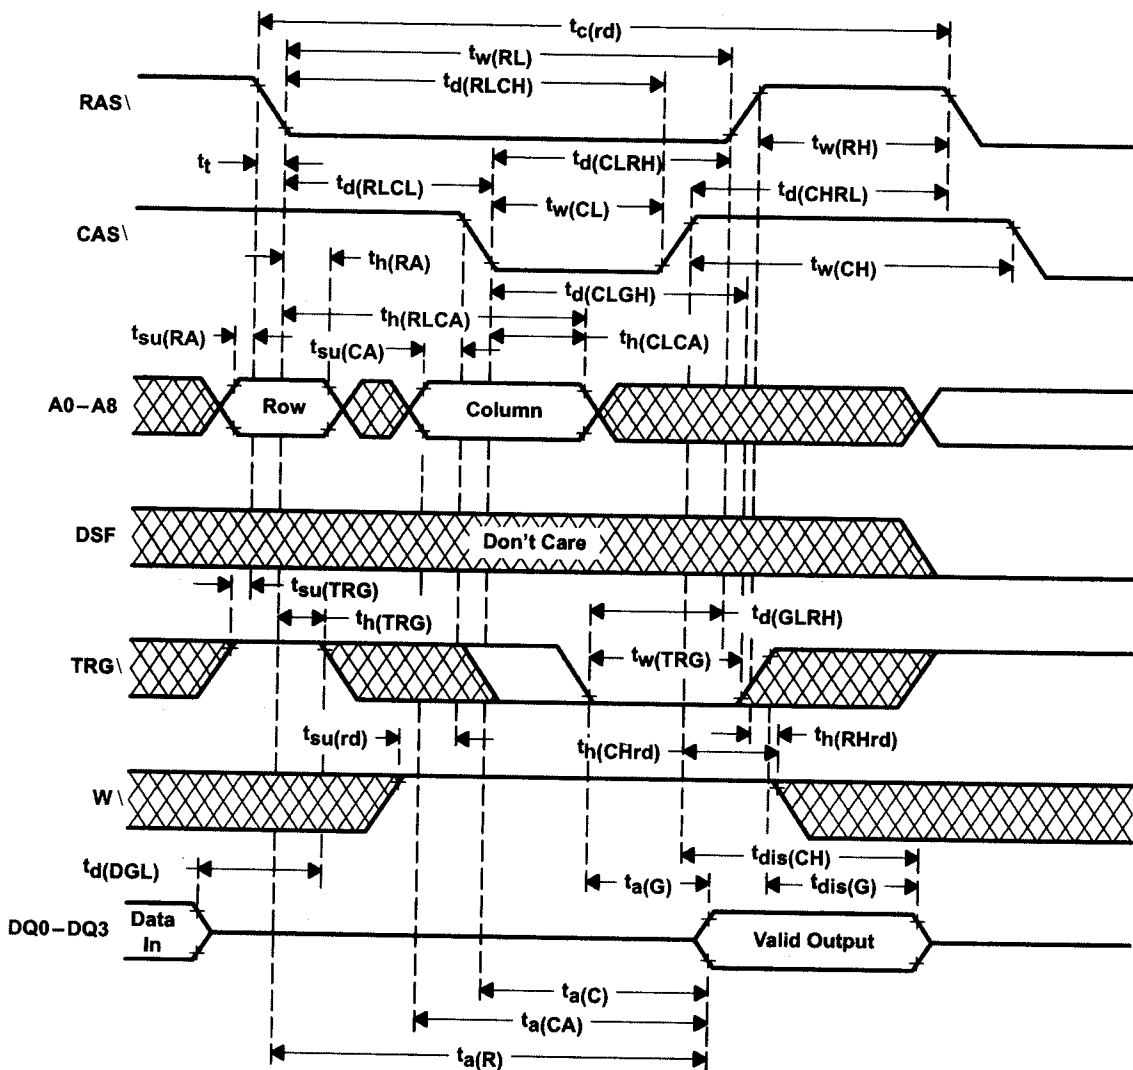 tc(rd)
tw(RL)
td(RLCH)
RAS\
tw(RH)
tt
td(CLRH)
td(RLCL)
td(CHRL)
tw(CL)
CAS\
th(RA)
tw(CH)
td(CLGH)
th(RLCA)
tsu(RA)
tsu(CA)
th(CLCA)
A0–A8
Row
Column
DSF
Don't Care
tsu(TRG)
th(TRG)
td(GLRH)
TRG\
tw(TRG)
tsu(rd)
th(CHrd)
th(RHrd)
W\
tdis(CH)
td(DGL)
ta(G)
tdis(G)
DQ0–DQ3
Data
In
Valid Output
ta(C)
ta(CA)
ta(R)